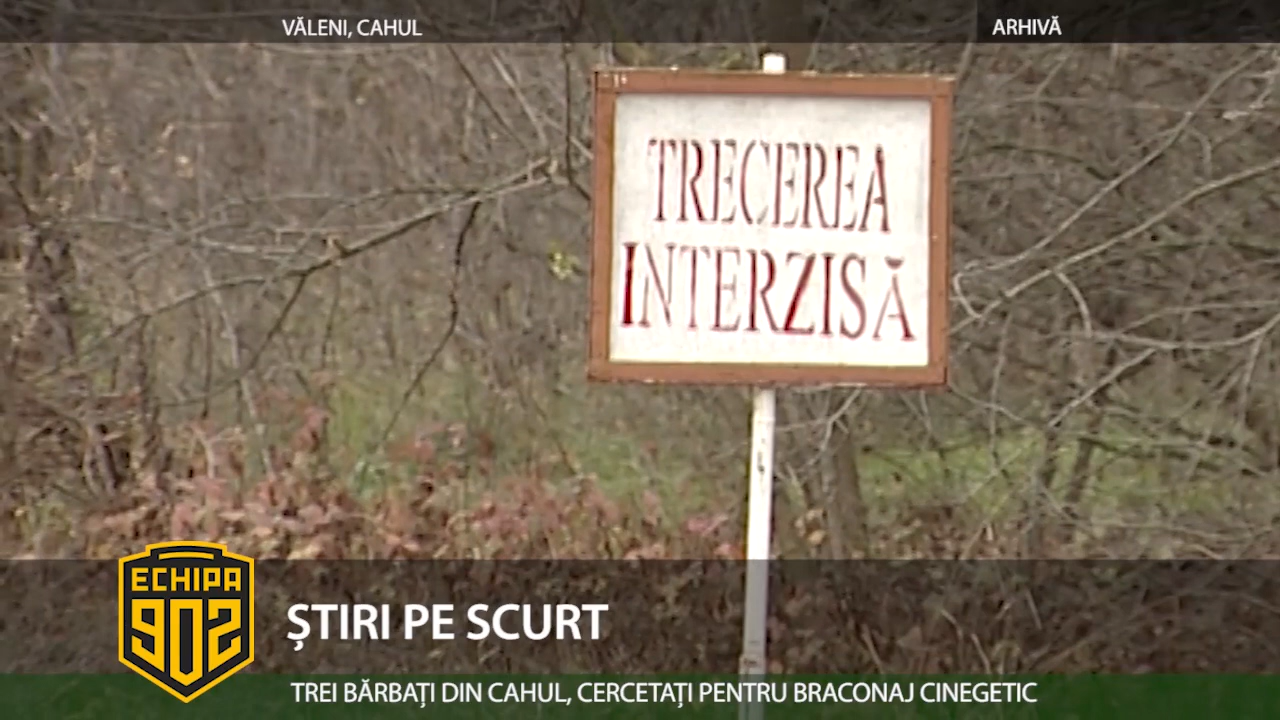 VĂLENI, CAHUL
ARHIVĂ
TRECEREA
INTERZISĂ
ECHIPA
902
ȘTIRI PE SCURT
TREI BĂRBAȚI DIN CAHUL, CERCETAȚI PENTRU BRACONAJ CINEGETIC